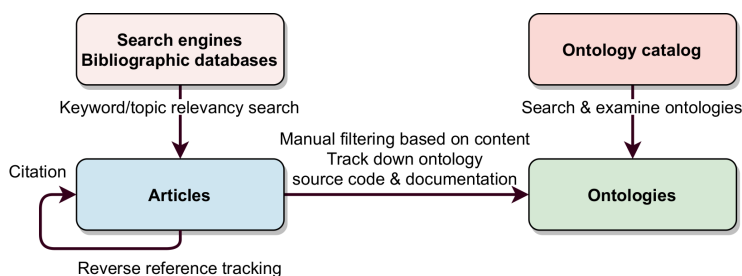 Search engines
Bibliographic databases
Ontology catalog
Keyword/topic relevancy search
Search & examine ontologies
Manual filtering based on content
Track down ontology
source code & documentation
Citation
Articles
Ontologies
Reverse reference tracking